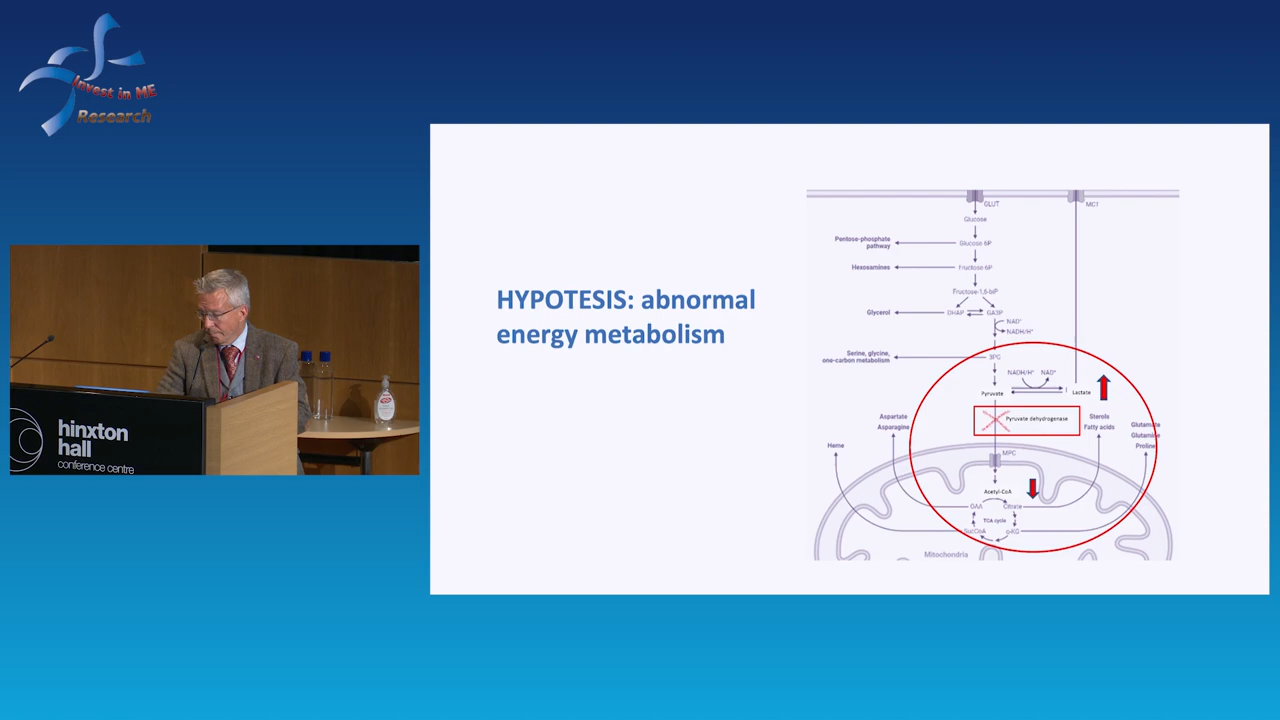 Invest in ME
Research
hinxton
hall
conference centre
HYPOTESIS: abnormal
energy metabolism
GLUT
MC1
Glucose
Pentose-phosphate
pathway
Glucose 6P
Hexosamines
Fructose 6P
Fructose-1,6-biP
Glycerol
DHAP
GA3P
NAD⁺
NADH/H⁺
Serine, glycine,
one-carbon metabolism
3PG
NADH/H⁺ NAD⁺
Pyruvate
Lactate
Pyruvate dehydrogenase
Aspartate
Asparagine
Sterols
Fatty acids
Glutamate
Glutamine
Proline
Heme
MPC
Acetyl-CoA
OAA
Citrate
TCA cycle
SucCoA
α-KG
Mitochondria